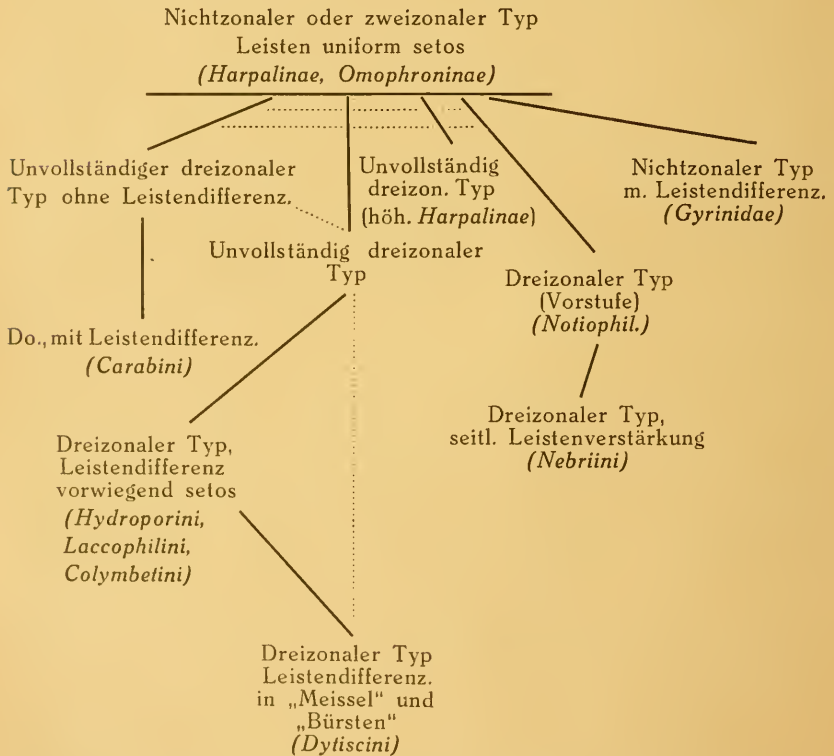 Nichtzonaler oder zweizonaler Typ
Leisten uniform setos
(Harpalinae, Omophroninae)
Unvollständiger dreizonaler
Typ ohne Leistendifferenz.
Unvollständig
dreizon. Typ
(höh. Harpalinae)
Nichtzonaler Typ
m. Leistendifferenz.
(Gyrinidae)
Unvollständig dreizonaler
Typ
Dreizonaler Typ
(Vorstufe)
(Notiophil.)
Do., mit Leistendifferenz.
(Carabini)
Dreizonaler Typ,
seitl. Leistenverstärkung
(Nebriini)
Dreizonaler Typ,
Leistendifferenz
vorwiegend setos
(Hydroporini,
Laccophilini,
Colymbetini)
Dreizonaler Typ
Leistendifferenz.
in „Meissel“ und
„Bürsten“
(Dytiscini)